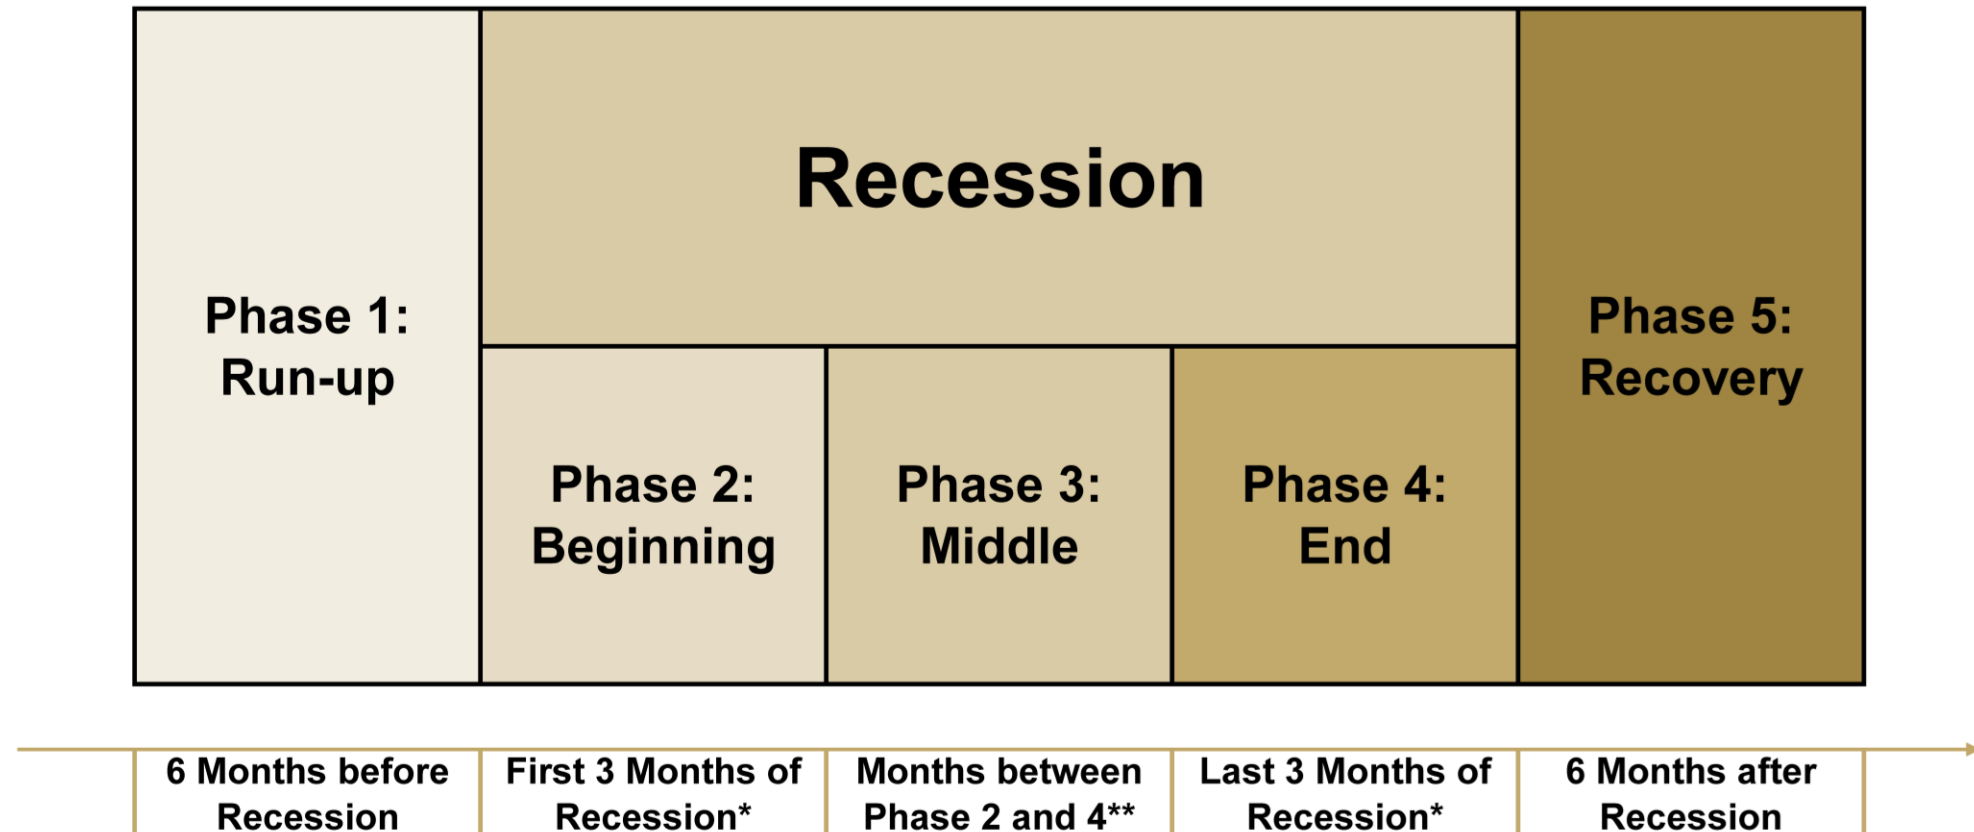 Recession
Phase 1:
Run-up
Phase 2:
Beginning
Phase 3:
Middle
Phase 4:
End
Phase 5:
Recovery
6 Months before
Recession
First 3 Months of
Recession*
Months between
Phase 2 and 4**
Last 3 Months of
Recession*
6 Months after
Recession